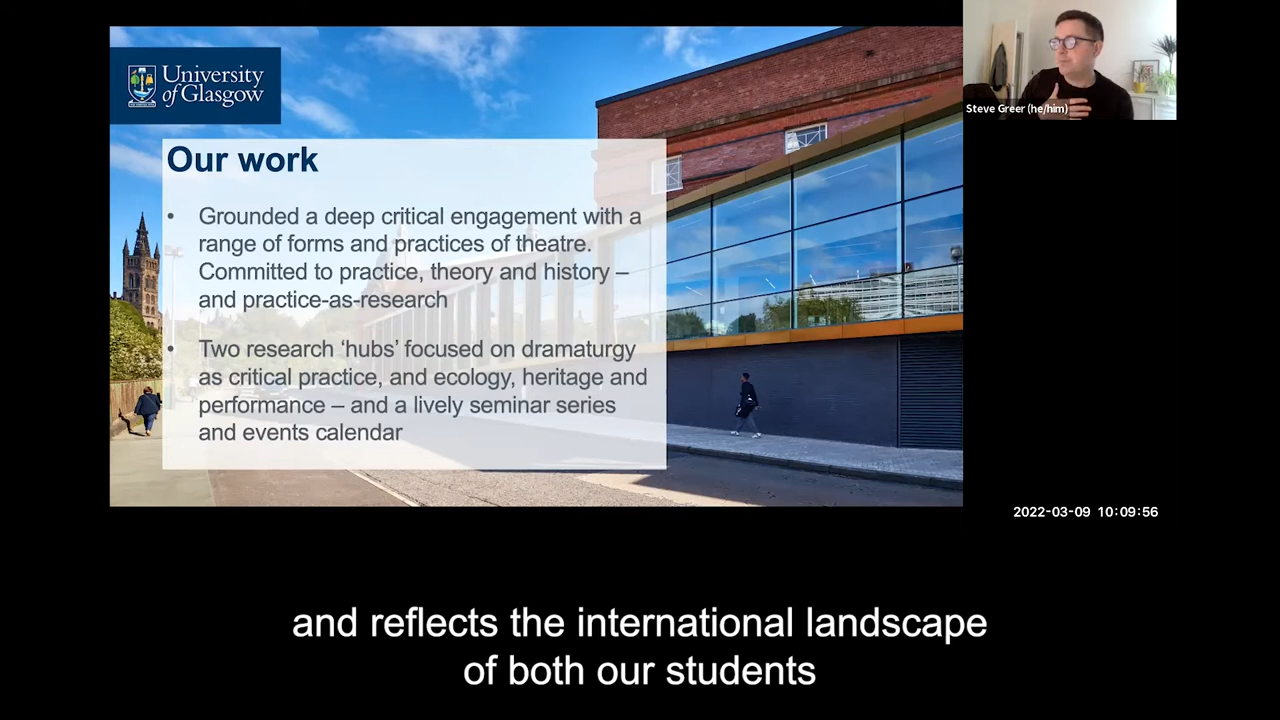 University
of Glasgow
Our work
• Grounded a deep critical engagement with a
range of forms and practices of theatre.
Committed to practice, theory and history –
and practice-as-research
• Two research ‘hubs’ focused on dramaturgy
as critical practice, and ecology, heritage and
performance – and a lively seminar series
and events calendar
Steve Greer (he/him)
2022-03-09 10:09:56
and reflects the international landscape
of both our students